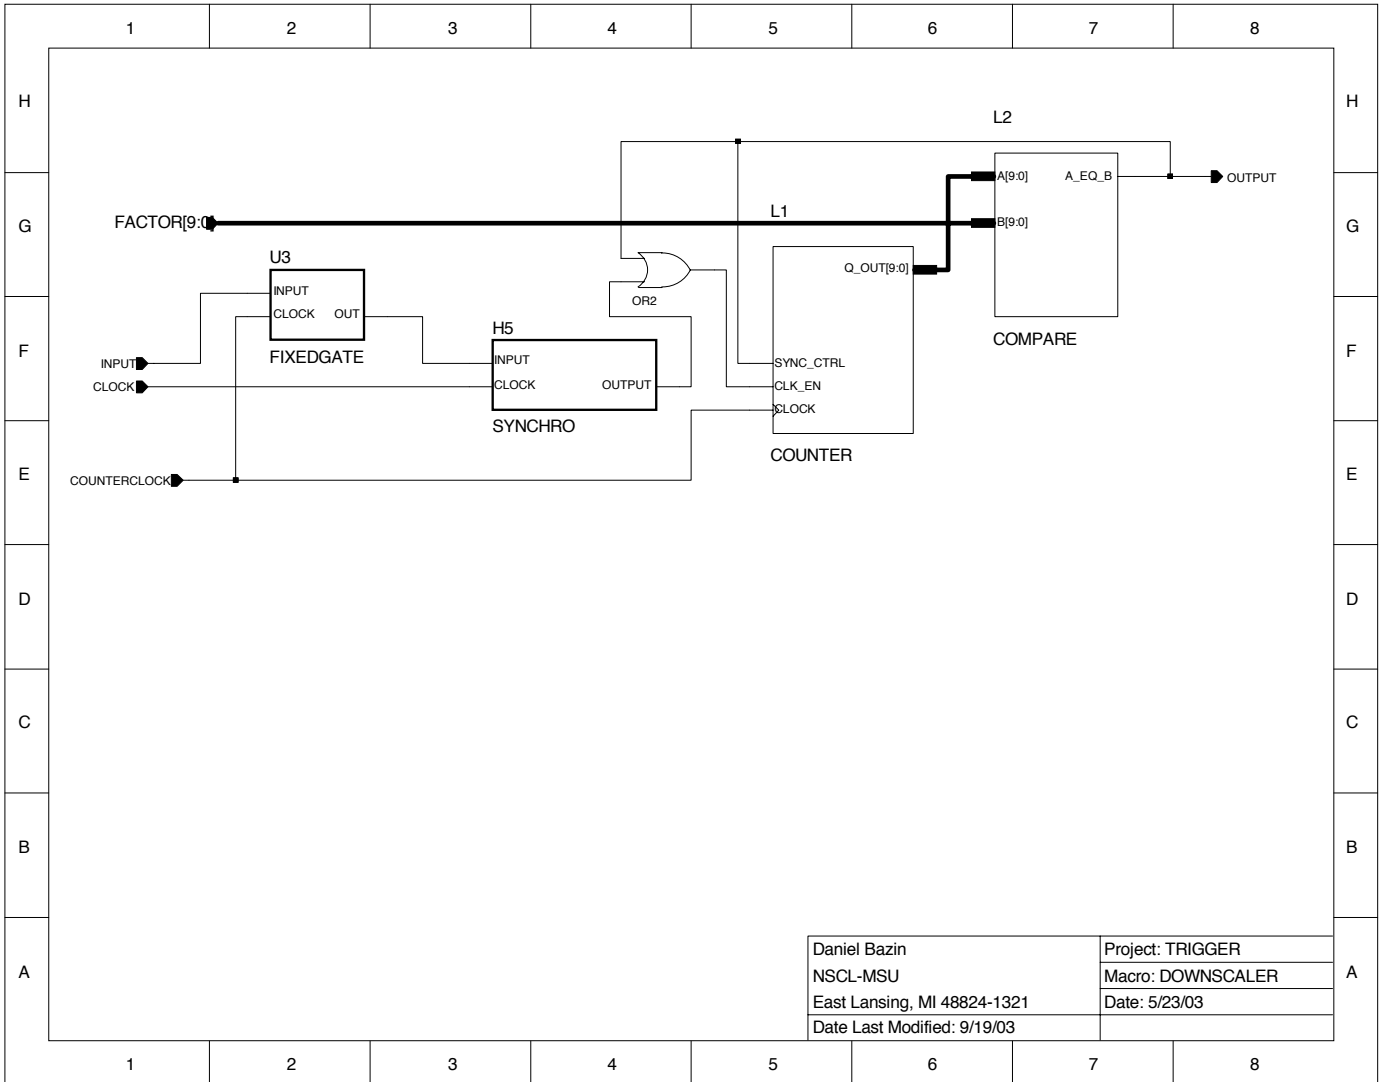 1 2 3 4 5 6 7 8
H H
L2
A[9:0] A_EQ_B OUTPUT
G FACTOR[9:0] L1 B[9:0] G
U3
Q_OUT[9:0]
INPUT
OR2
CLOCK OUT
H5
COMPARE
F FIXEDGATE F
INPUT INPUT SYNC_CTRL
CLOCK CLOCK OUTPUT CLK_EN
CLOCK
SYNCHRO
COUNTER
E COUNTERCLOCK E
D D
C C
B B
Daniel Bazin Project: TRIGGER
A NSCL-MSU Macro: DOWNSCALER A
East Lansing, MI 48824-1321 Date: 5/23/03
Date Last Modified: 9/19/03
1 2 3 4 5 6 7 8